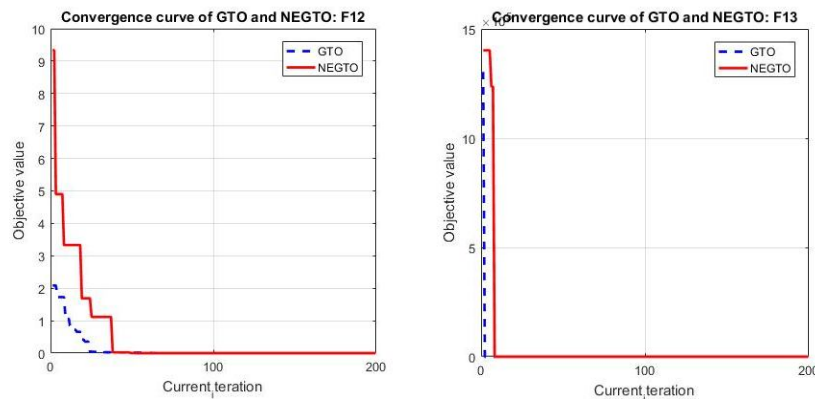 Convergence curve of GTO and NEGTO: F12
10
9
8
7
6
5
4
3
2
1
0
Objective value
GTO
NEGTO
0
100
200
Current iteration
Convergence curve of GTO and NEGTO: F13
15
10
5
0
Objective value
GTO
NEGTO
0
100
200
Current iteration